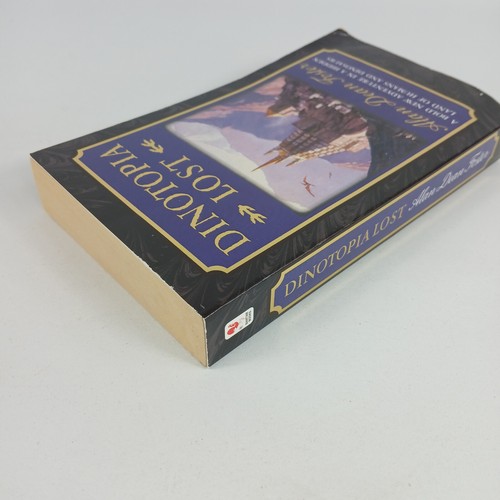 A BOLD NEW ADVENTURE IN A HIDDEN
LAND OF HUMANS AND DINOSAURS
Alan Dean Foster
DINOTOPIA
LOST
DINOTOPIA LOST Alan Dean Foster